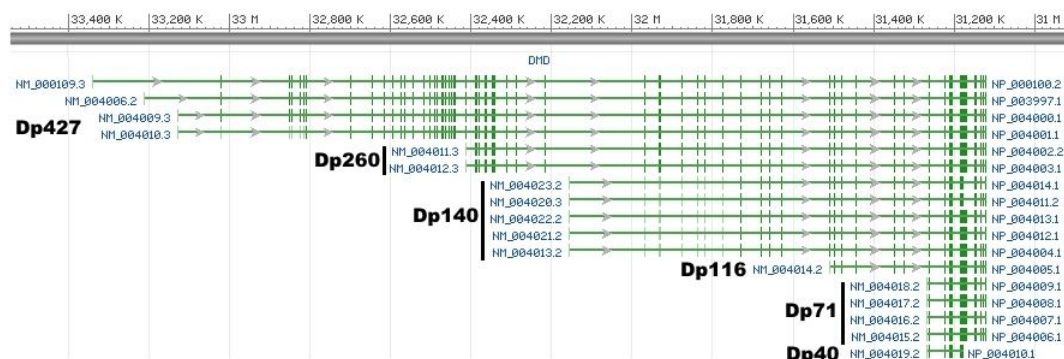 33,400 K 33,200 K 33 M 32,800 K 32,600 K 32,400 K 32,200 K 32 M 31,800 K 31,600 K 31,400 K 31,200 K 31 M
DMD
NM_000109.3 NP_000100.2
NM_004006.2 NP_003997.1
NM_004009.3 NP_004000.1
Dp427
NM_004010.3 NP_004001.1
NM_004011.3 NP_004002.2
Dp260
NM_004012.3 NP_004003.1
NM_004023.2 NP_004014.1
NM_004020.3 NP_004011.2
Dp140
NM_004022.2 NP_004013.1
NM_004021.2 NP_004012.1
NM_004013.2 NP_004004.1
Dp116 NM_004014.2 NP_004005.1
NM_004018.2 NP_004009.1
NM_004017.2 NP_004008.1
Dp71
NM_004016.2 NP_004007.1
NM_004015.2 NP_004006.1
Dp40 NM_004019.2 NP_004010.1